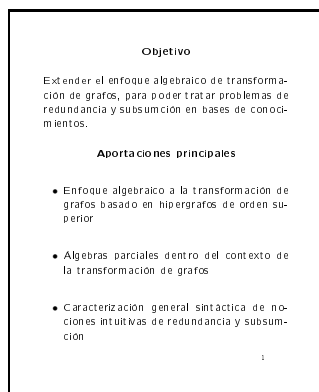 Objetivo
Extender el enfoque algebraico de transforma-
ción de grafos, para poder tratar problemas de
redundancia y subsumción en bases de conoci-
mientos.
Aportaciones principales
• Enfoque algebraico a la transformación de
grafos basado en hipergrafos de orden su-
perior
• Algebras parciales dentro del contexto de
la transformación de grafos
• Caracterización general sintáctica de no-
ciones intuitivas de redundancia y subsum-
ción
1